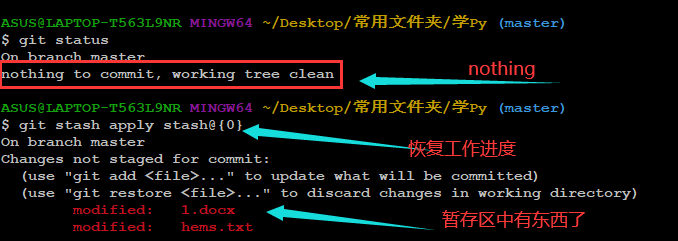 ASUS@LAPTOP-T563L9NR MINGW64 ~/Desktop/常用文件夹/学Py (master)
$ git status
On branch master
nothing to commit, working tree clean
nothing
ASUS@LAPTOP-T563L9NR MINGW64 ~/Desktop/常用文件夹/学Py (master)
$ git stash apply stash@{0}
On branch master
恢复工作进度
Changes not staged for commit:
(use "git add <file>..." to update what will be committed)
(use "git restore <file>..." to discard changes in working directory)
modified: 1.docx
暂存区中有东西了
modified: hems.txt